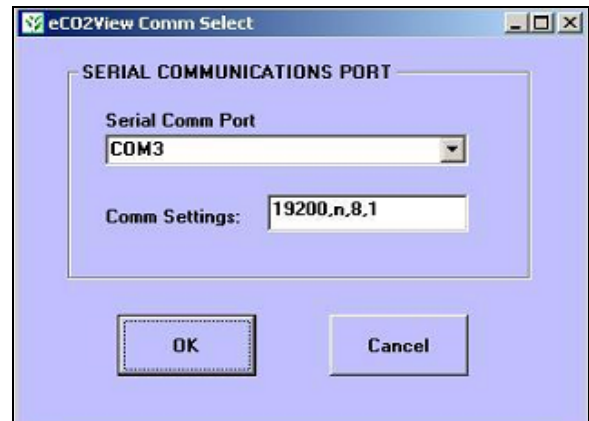 eCO2View Comm Select
SERIAL COMMUNICATIONS PORT
Serial Comm Port
COM3
Comm Settings: 19200,n,8,1
OK Cancel